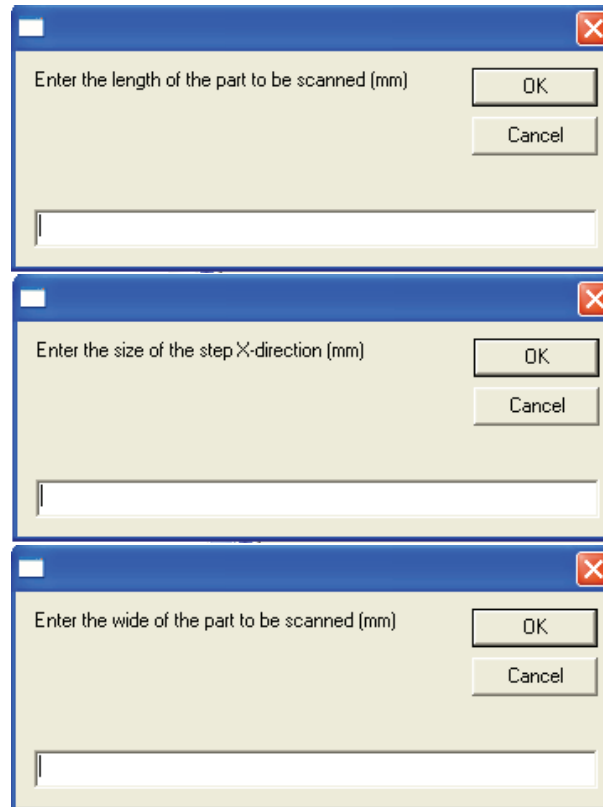 Enter the length of the part to be scanned (mm)
OK
Cancel
Enter the size of the step X-direction (mm)
OK
Cancel
Enter the wide of the part to be scanned (mm)
OK
Cancel